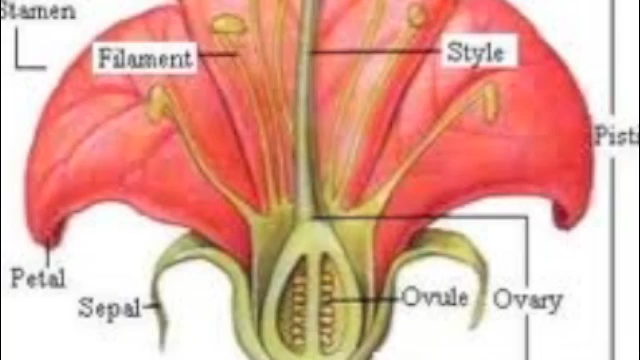 Stamen
Filament
Style
Pisti
Petal
Sepal
Ovule
Ovary